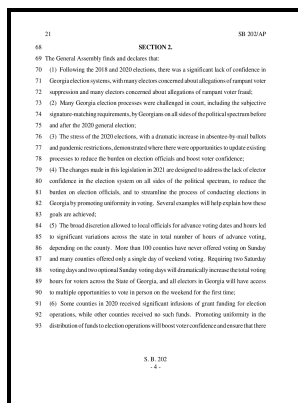 21 SB 202/AP
68 SECTION 2.
69 The General Assembly finds and declares that:
70 (1) Following the 2018 and 2020 elections, there was a significant lack of confidence in
71 Georgia election systems, with many electors concerned about allegations of rampant voter
72 suppression and many electors concerned about allegations of rampant voter fraud;
73 (2) Many Georgia election processes were challenged in court, including the subjective
74 signature-matching requirements, by Georgians on all sides of the political spectrum before
75 and after the 2020 general election;
76 (3) The stress of the 2020 elections, with a dramatic increase in absentee-by-mail ballots
77 and pandemic restrictions, demonstrated where there were opportunities to update existing
78 processes to reduce the burden on election officials and boost voter confidence;
79 (4) The changes made in this legislation in 2021 are designed to address the lack of elector
80 confidence in the election system on all sides of the political spectrum, to reduce the
81 burden on election officials, and to streamline the process of conducting elections in
82 Georgia by promoting uniformity in voting. Several examples will help explain how these
83 goals are achieved;
84 (5) The broad discretion allowed to local officials for advance voting dates and hours led
85 to significant variations across the state in total number of hours of advance voting,
86 depending on the county. More than 100 counties have never offered voting on Sunday
87 and many counties offered only a single day of weekend voting. Requiring two Saturday
88 voting days and two optional Sunday voting days will dramatically increase the total voting
89 hours for voters across the State of Georgia, and all electors in Georgia will have access
90 to multiple opportunities to vote in person on the weekend for the first time;
91 (6) Some counties in 2020 received significant infusions of grant funding for election
92 operations, while other counties received no such funds. Promoting uniformity in the
93 distribution of funds to election operations will boost voter confidence and ensure that there
S. B. 202
- 4 -